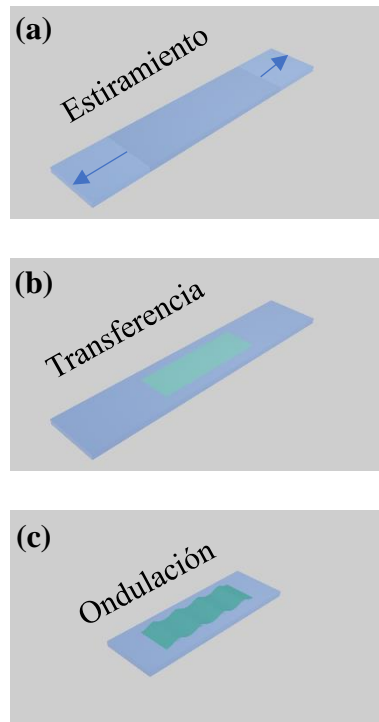 (a)
Estiramiento
(b)
Transferencia
(c)
Ondulación